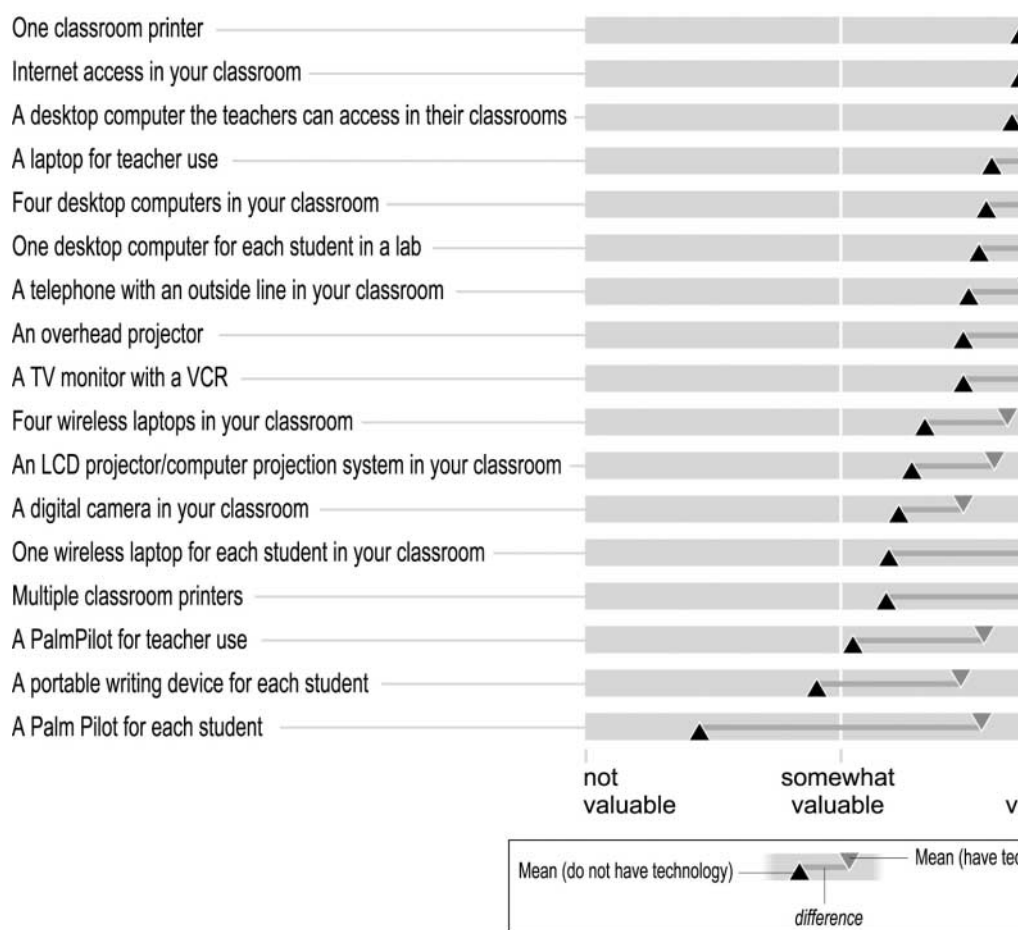 One classroom printer
Internet access in your classroom
A desktop computer the teachers can access in their classrooms
A laptop for teacher use
Four desktop computers in your classroom
One desktop computer for each student in a lab
A telephone with an outside line in your classroom
An overhead projector
A TV monitor with a VCR
Four wireless laptops in your classroom
An LCD projector/computer projection system in your classroom
A digital camera in your classroom
One wireless laptop for each student in your classroom
Multiple classroom printers
A PalmPilot for teacher use
A portable writing device for each student
A Palm Pilot for each student
not somewhat
valuable valuable v
Mean (do not have technology) Mean (have tec
difference